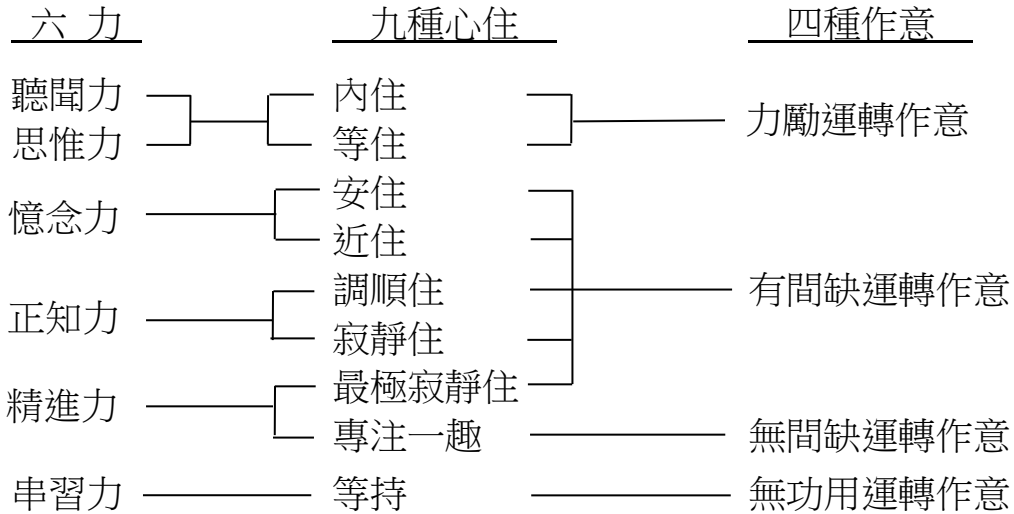 六 力 九種心住 四種作意
聽聞力 內住
力勵運轉作意
思惟力 等住
安住
憶念力
近住
調順住 有間缺運轉作意
正知力
寂靜住
最極寂靜住
精進力
專注一趣 無間缺運轉作意
串習力 等持 無功用運轉作意